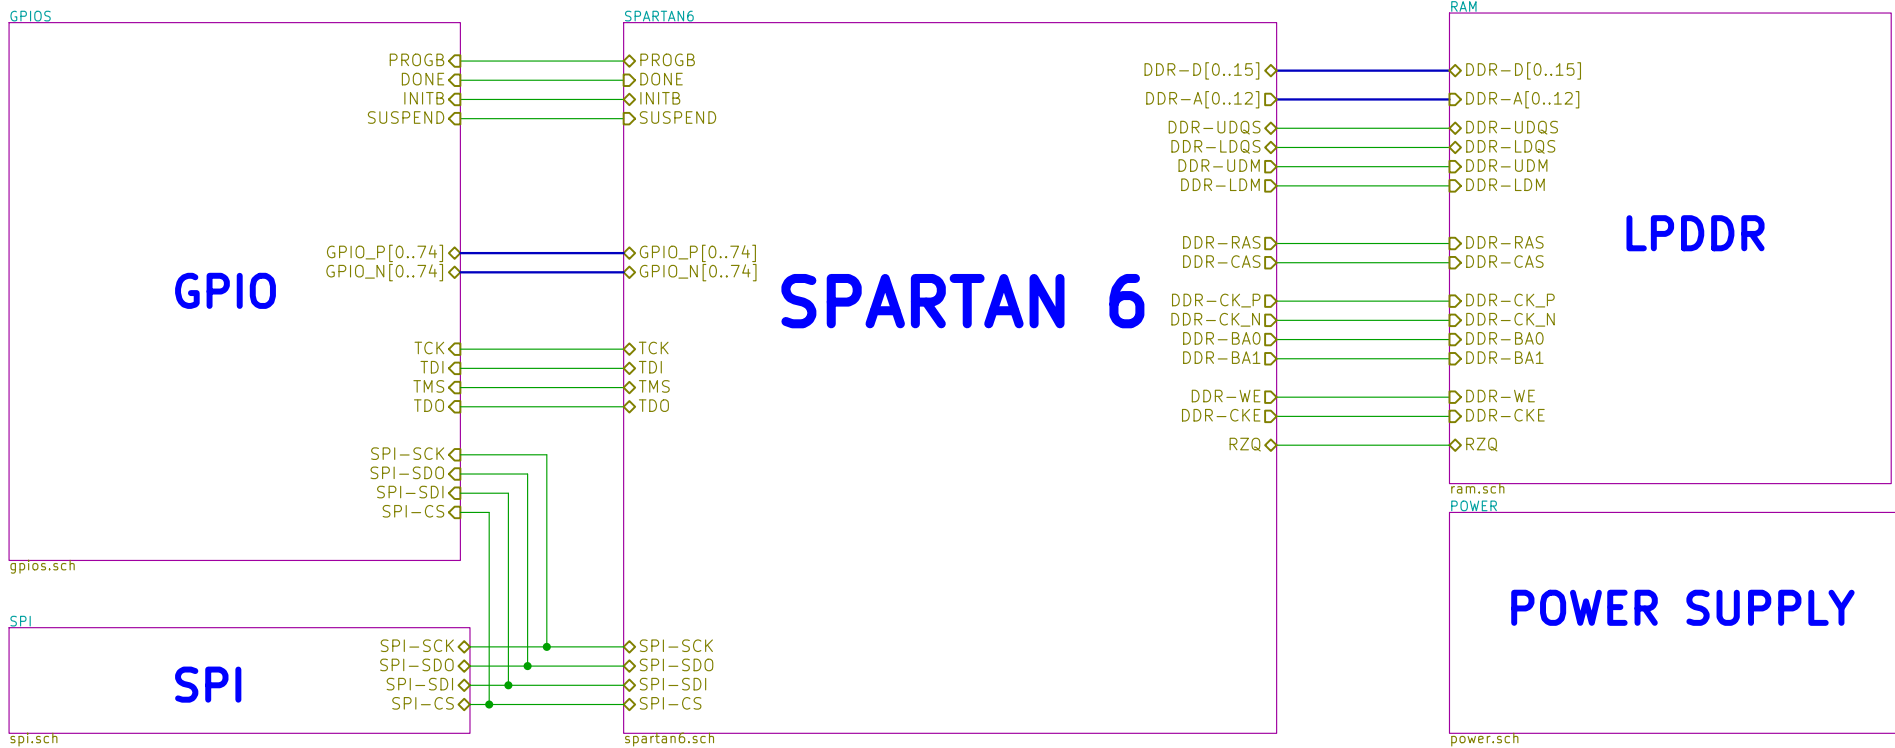 GPIOS
PROGB
DONE
INITB
SUSPEND
GPIO_P[0..74]
GPIO_N[0..74]
GPIO
TCK
TDI
TMS
TDO
SPI-SCK
SPI-SDO
SPI-SDI
SPI-CS
gpios.sch
SPI
SPI-SCK
SPI-SDO
SPI-SDI
SPI-CS
SPI
spi.sch
SPARTAN6
PROGB
DONE
INITB
SUSPEND
GPIO_P[0..74]
GPIO_N[0..74]
TCK
TDI
TMS
TDO
SPI-SCK
SPI-SDO
SPI-SDI
SPI-CS
SPARTAN 6
DDR-D[0..15]
DDR-A[0..12]
DDR-UDQS
DDR-LDQS
DDR-UDM
DDR-LDM
DDR-RAS
DDR-CAS
DDR-CK_P
DDR-CK_N
DDR-BA0
DDR-BA1
DDR-WE
DDR-CKE
RZQ
spartan6.sch
RAM
DDR-D[0..15]
DDR-A[0..12]
DDR-UDQS
DDR-LDQS
DDR-UDM
DDR-LDM
DDR-RAS
DDR-CAS
DDR-CK_P
DDR-CK_N
DDR-BA0
DDR-BA1
DDR-WE
DDR-CKE
RZQ
LPDDR
ram.sch
POWER
POWER SUPPLY
power.sch